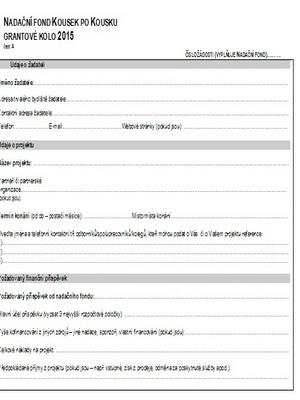 NADAČNÍ FOND KOUSEK PO KOUSKU
GRANTOVÉ KOLO 2015
část A
ČÍSLO ŽÁDOSTI (VYPLŇUJE NADAČNÍ FOND)..........
Údaje o žadateli
Jméno žadatele:
Adresa trvalého bydliště žadatele:
Kontaktní adresa žadatele:
Telefon: E-mail: Webové stránky (pokud jsou):
Údaje o projektu
Název projektu:
Partneři či partnerské
organizace
(pokud jsou)
Termín konání (od do – postačí měsíce) Místo/místa konání
Uveďte jména a telefonní kontakt tří odborníků/spolupracovníků/kolegů, kteří mohou podat o Vás či o Vašem projektu reference:
)
)
)
Požadovaný finanční příspěvek
Požadovaný příspěvek od nadačního fondu:
Hlavní účel příspěvku (vypsat 3 nejvyšší rozpočtové položky):
Výše kofinancování z jiných zdrojů – jiné nadace, sponzoři, vlastní financování (pokud jsou):
Celkové náklady na projekt
Předpokládané příjmy z projektu (pokud jsou – např. vstupné, zisk z prodeje, odměna za poskytnuté služby apod.):